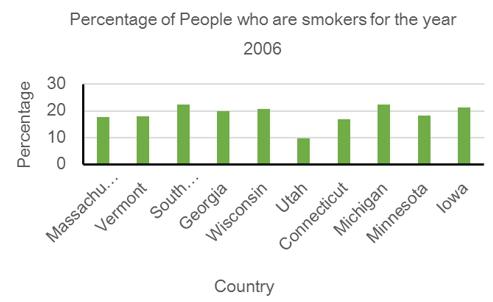 Percentage of People who are smokers for the year
2006
Percentage
30
20
10
0
Massachu...
Vermont
South...
Georgia
Wisconsin
Utah
Connecticut
Michigan
Minnesota
Iowa
Country